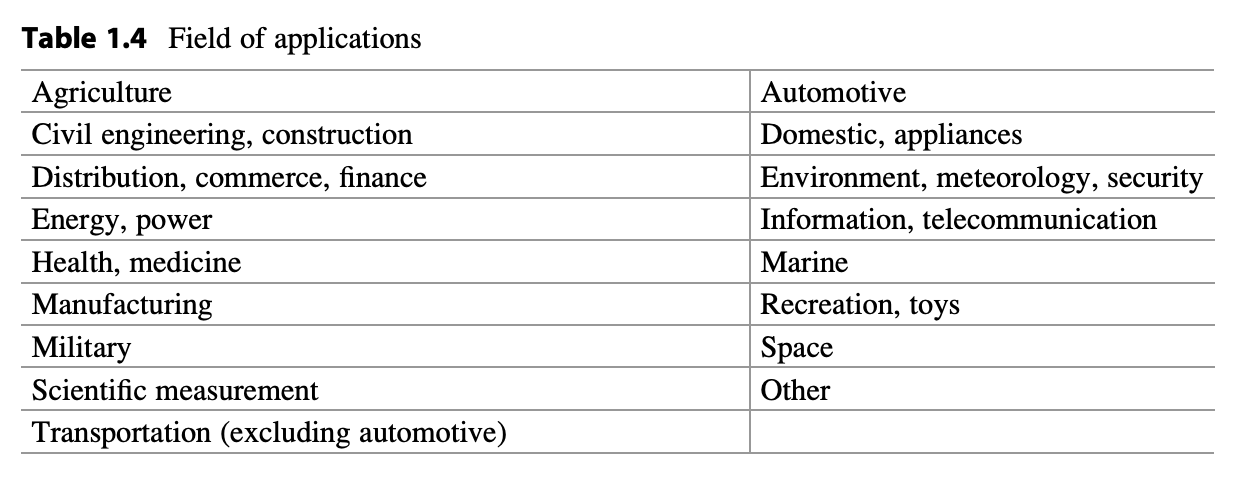 Table 1.4 Field of applications
Agriculture Automotive
Civil engineering, construction Domestic, appliances
Distribution, commerce, finance Environment, meteorology, security
Energy, power Information, telecommunication
Health, medicine Marine
Manufacturing Recreation, toys
Military Space
Scientific measurement Other
Transportation (excluding automotive)